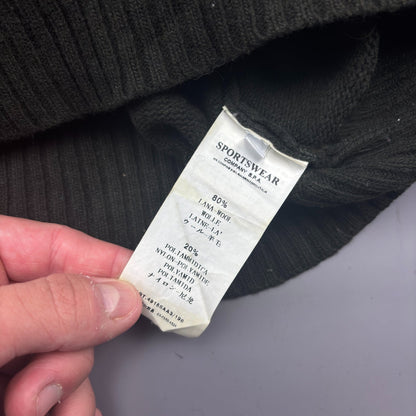 SPORTSWEAR
COMPANY S.P.A.
80%
LANA-WOOL
WOLLE
LAINE-LA'
ウール 羊毛
20%
POLIAMMIDICA
NYLON-POLYAMIDE
POLYAMID
POLIAMIDA
ナイロン 尼龙